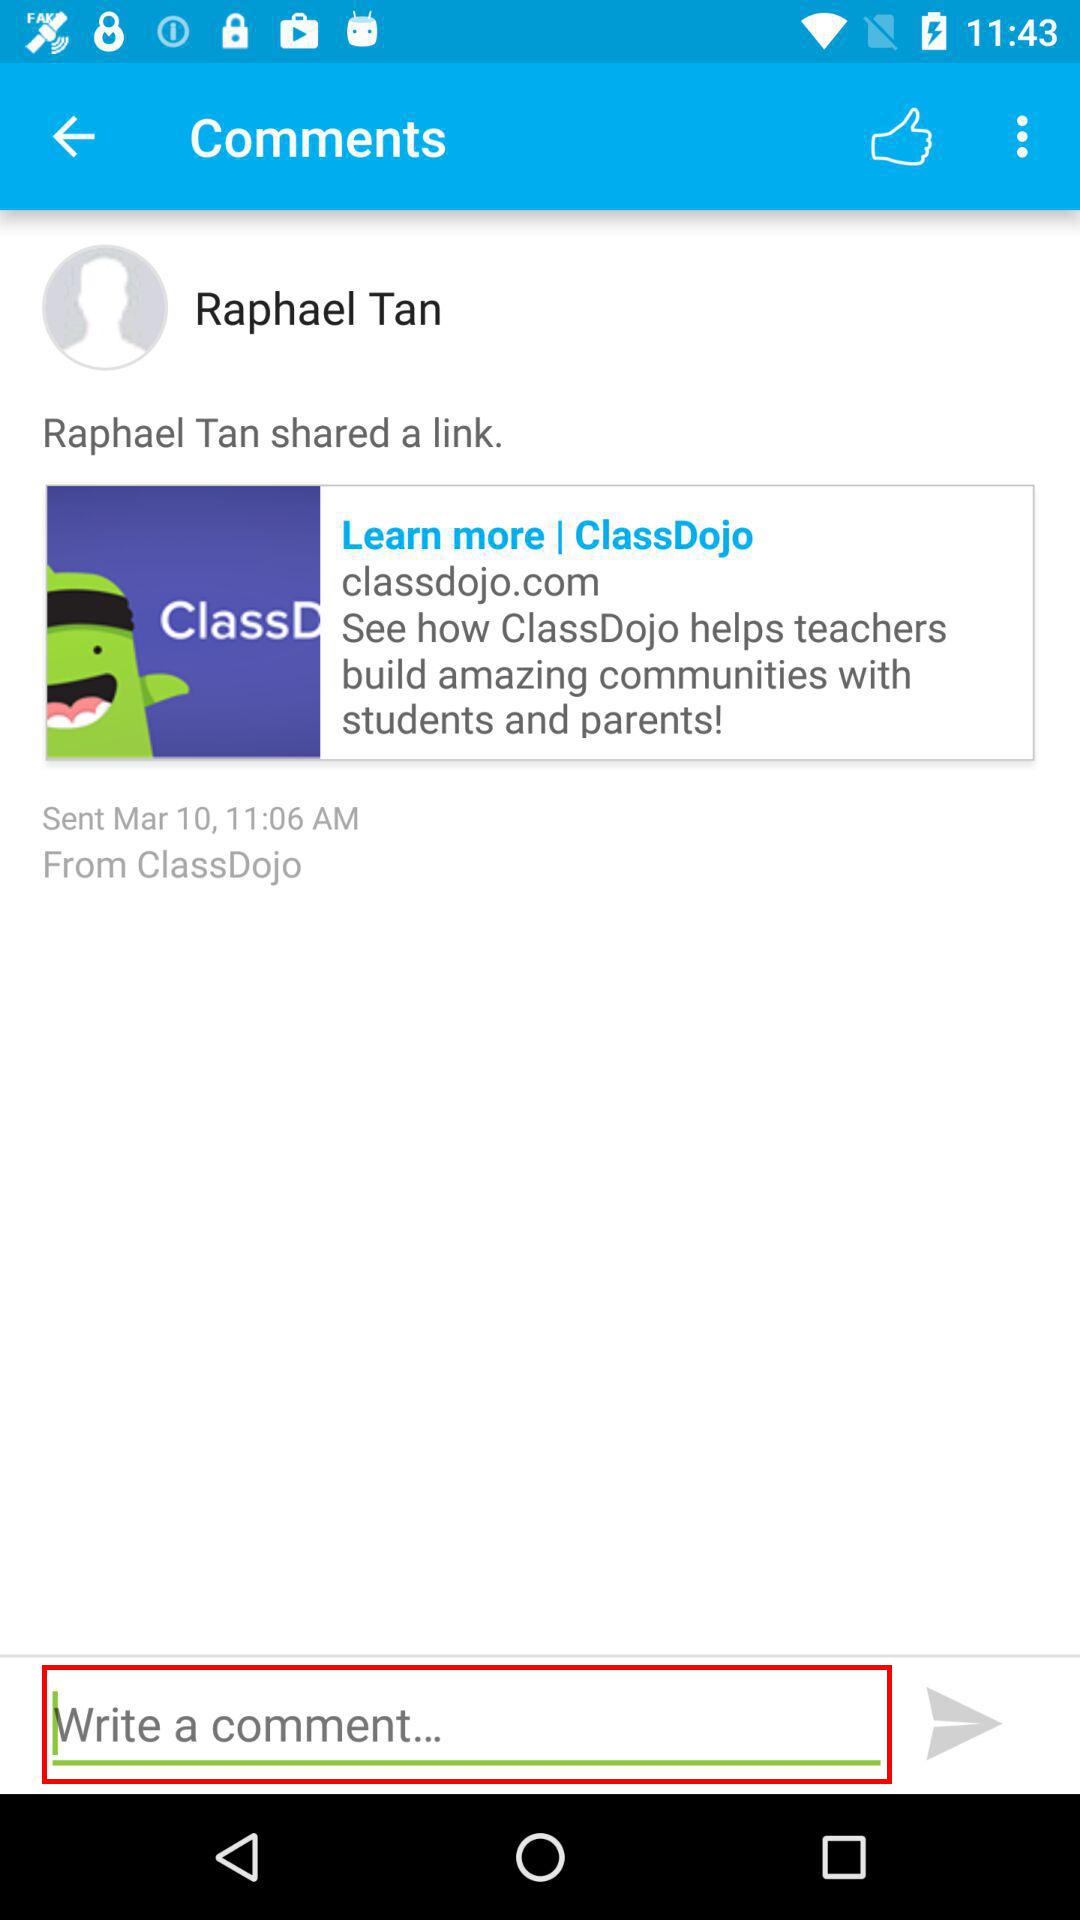 FAKE
11:43
Comments
Raphael Tan
Raphael Tan shared a link.
ClassD
Learn more | ClassDojo
classdojo.com
See how ClassDojo helps teachers
build amazing communities with
students and parents!
Sent Mar 10, 11:06 AM
From ClassDojo
Write a comment...